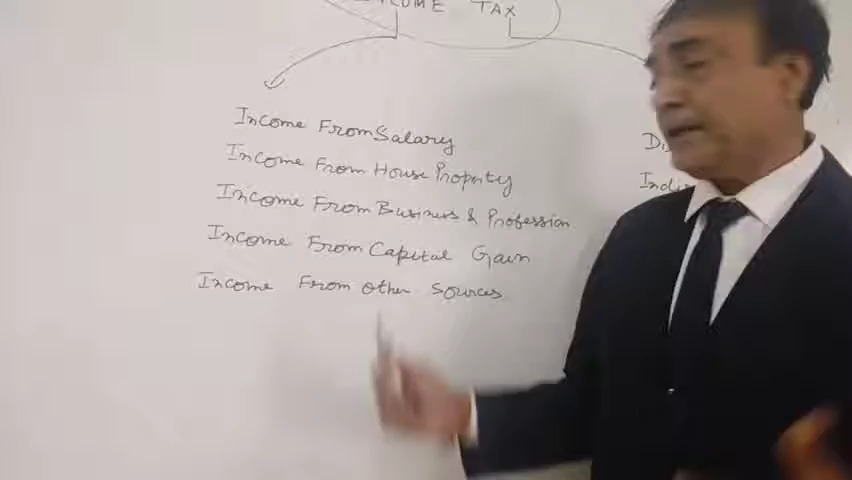 TAX
Income From Salary
Income From House Property
Income From Business & Profession
Income From Capital Gain
Income From other Sources